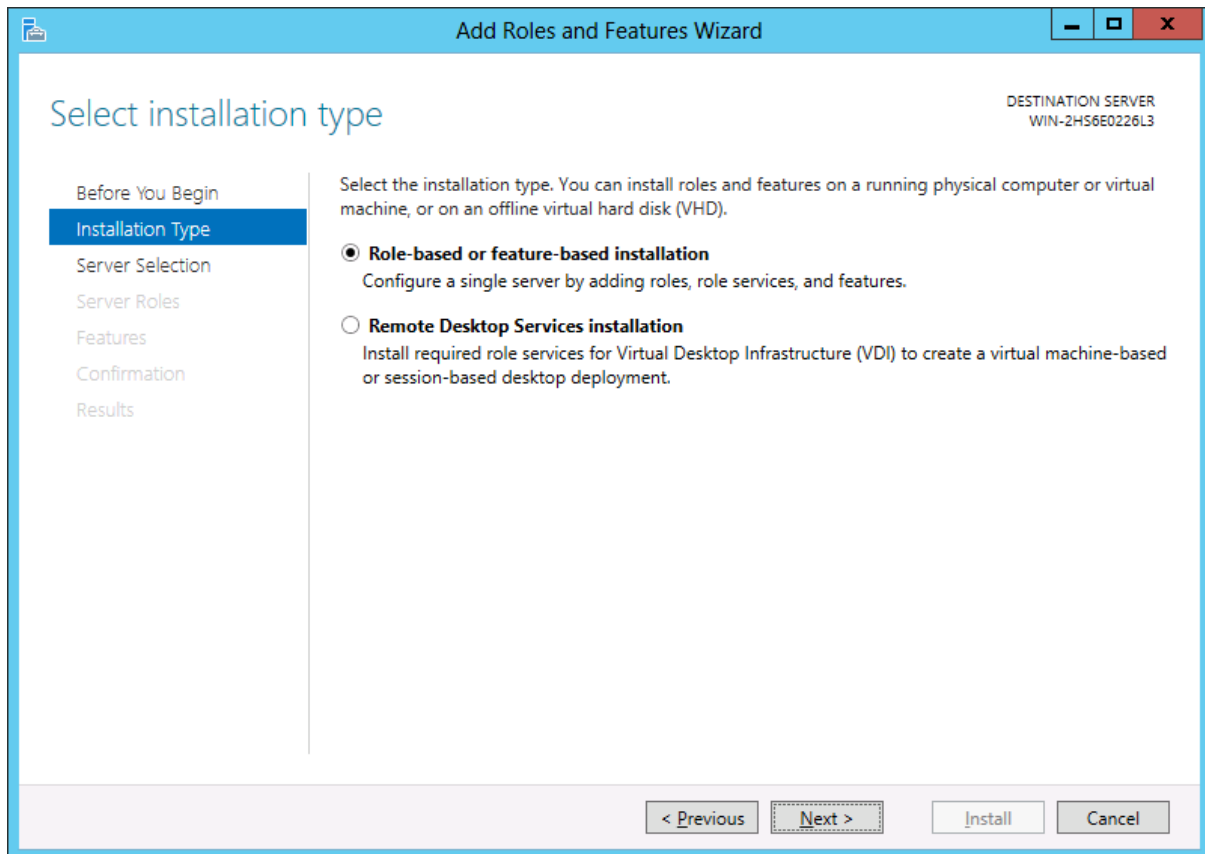 Add Roles and Features Wizard
Select installation type
DESTINATION SERVER
WIN-2HS6E0226L3
Before You Begin
Installation Type
Server Selection
Server Roles
Features
Confirmation
Results
Select the installation type. You can install roles and features on a running physical computer or virtual
machine, or on an offline virtual hard disk (VHD).
Role-based or feature-based installation
Configure a single server by adding roles, role services, and features.
Remote Desktop Services installation
Install required role services for Virtual Desktop Infrastructure (VDI) to create a virtual machine-based
or session-based desktop deployment.
< Previous
Next >
Install
Cancel